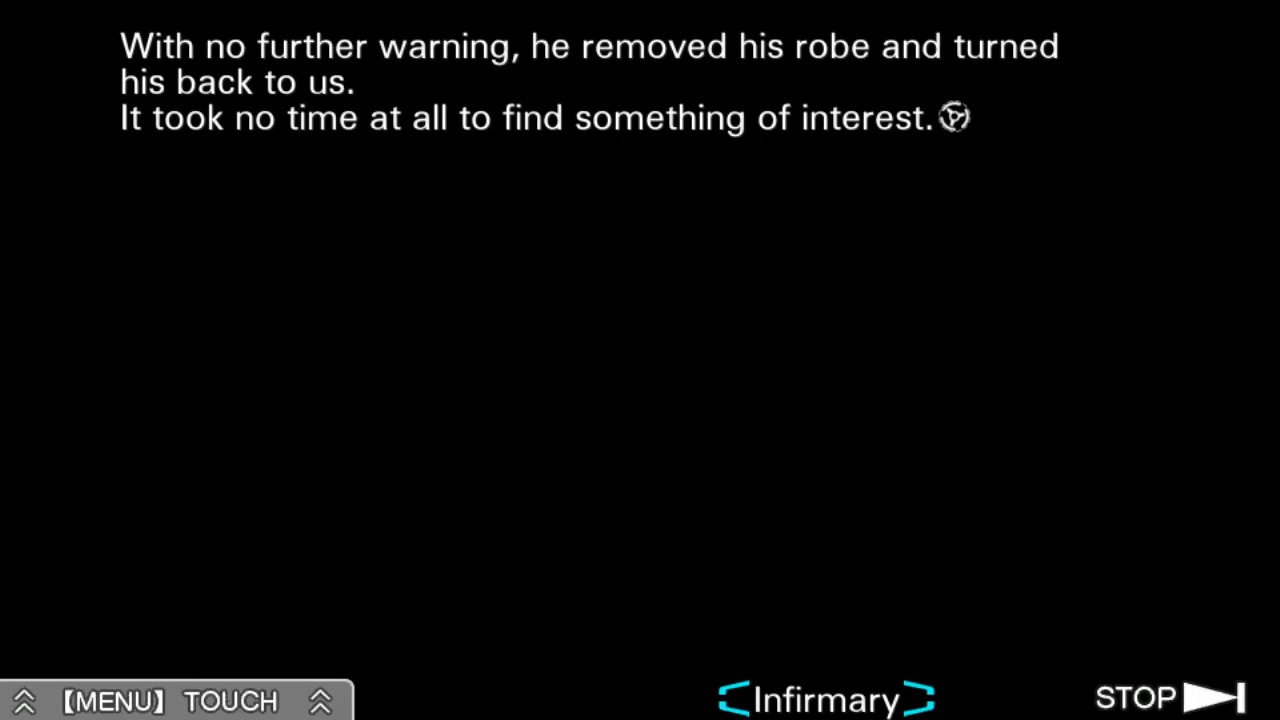 With no further warning, he removed his robe and turned
his back to us.
It took no time at all to find something of interest.
【MENU】 TOUCH
Infirmary
STOP